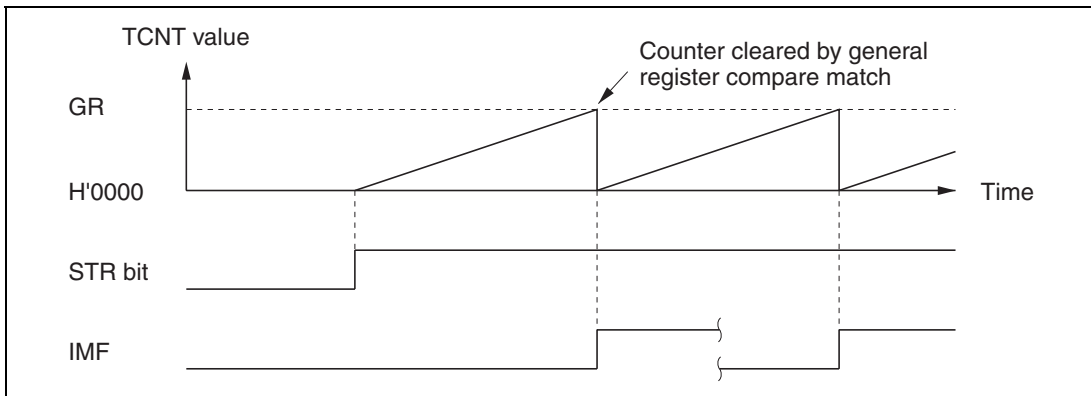 TCNT value
Counter cleared by general
register compare match
GR
H'0000
Time
STR bit
IMF